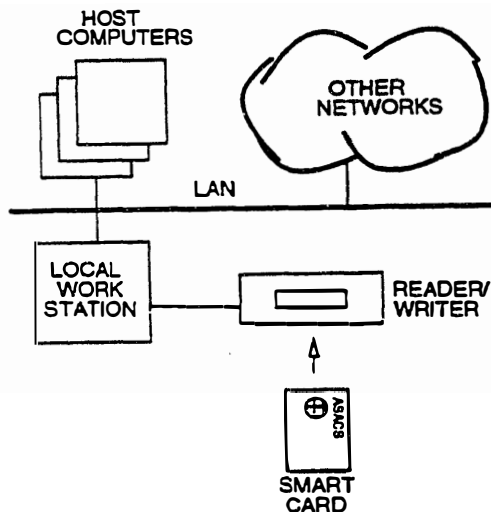 HOST
COMPUTERS
OTHER
NETWORKS
LAN
LOCAL
WORK
STATION
READER/
WRITER
ASACS
SMART
CARD